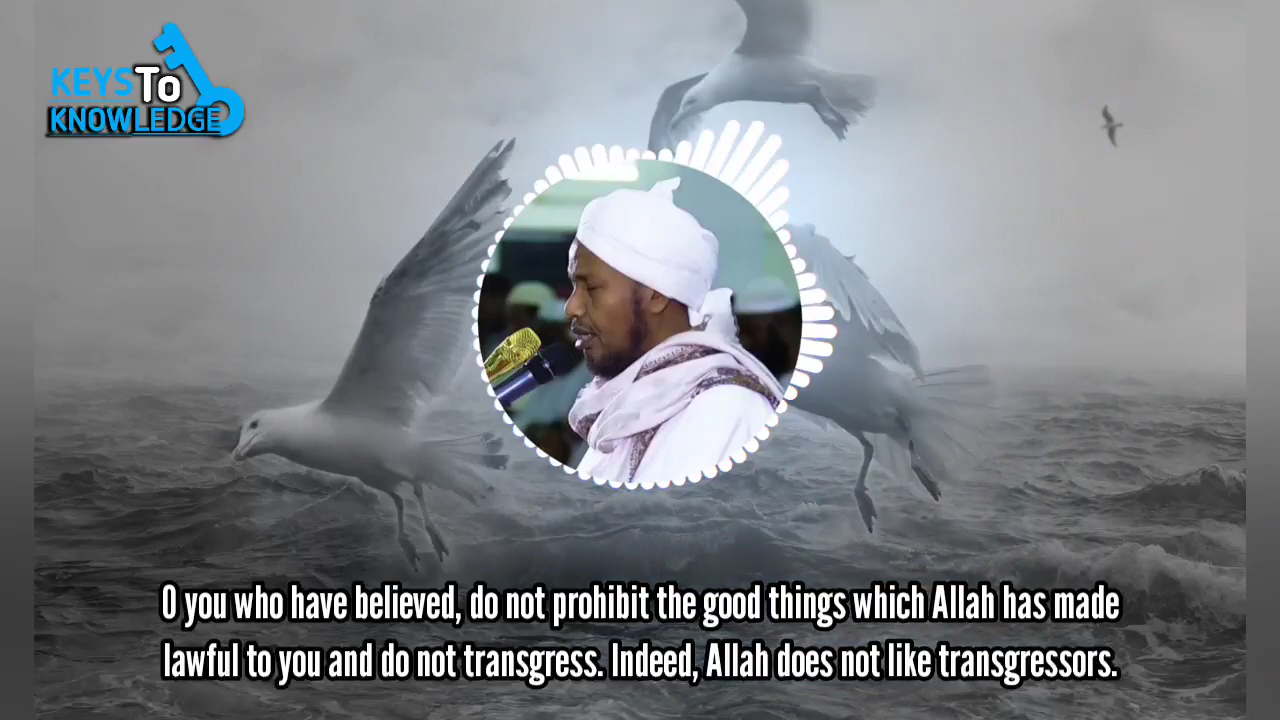 KEYS To
KNOWLEDGE
O you who have believed, do not prohibit the good things which Allah has made
lawful to you and do not transgress. Indeed, Allah does not like transgressors.